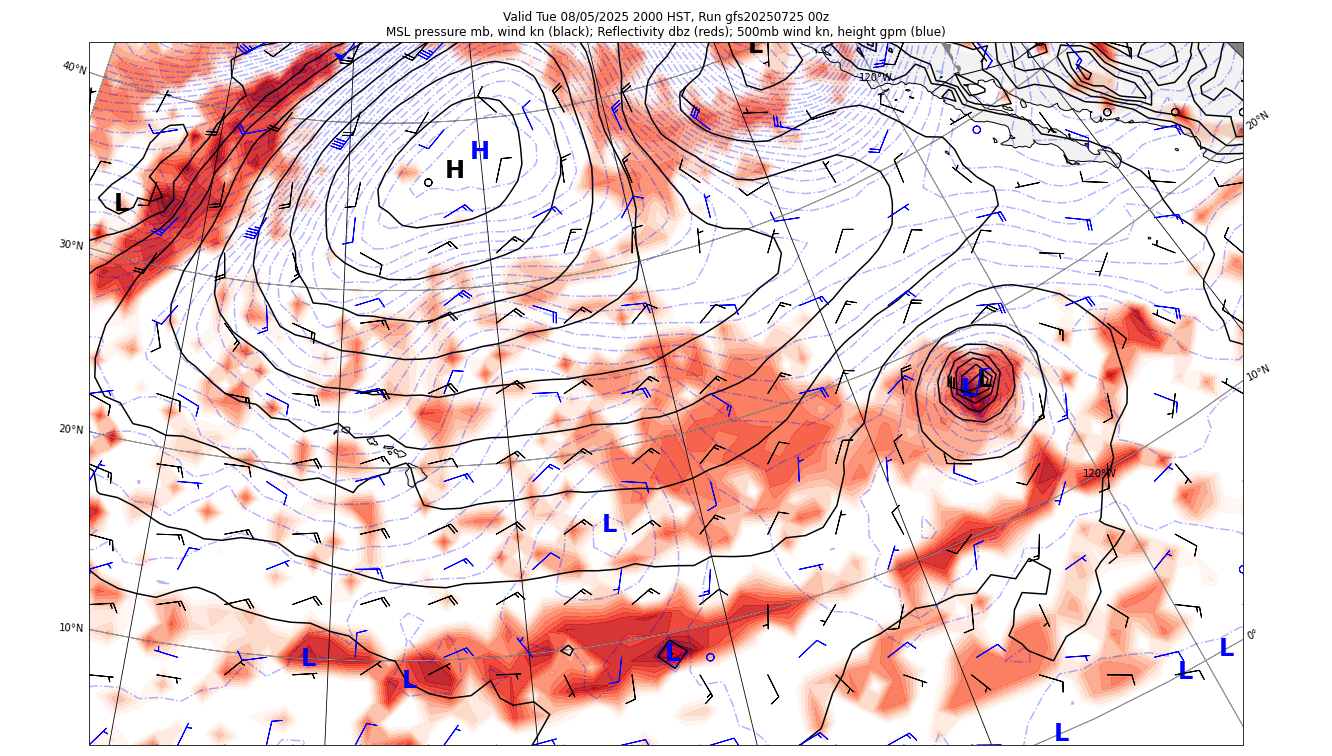 Valid Tue 08/05/2025 2000 HST, Run gfs20250725 00z
MSL pressure mb, wind kn (black); Reflectivity dbz (reds); 500mb wind kn, height gpm (blue)
L
40°N
120°W
20°N
H
H
L
30°N
10°N
L
L
20°N
120°W
L
10°N
0°
L
L
L
L
L
L